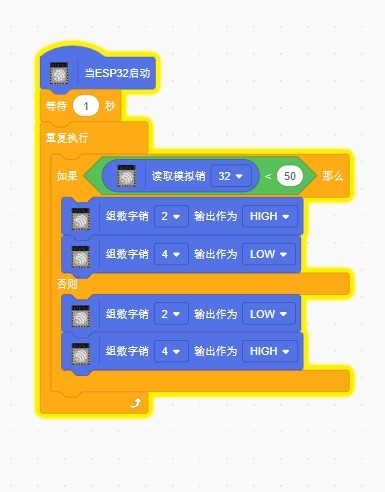 当ESP32启动
等待 1 秒
重复执行
如果 读取模拟销 32 < 50 那么
组数字销 2 输出作为 HIGH
组数字销 4 输出作为 LOW
否则
组数字销 2 输出作为 LOW
组数字销 4 输出作为 HIGH